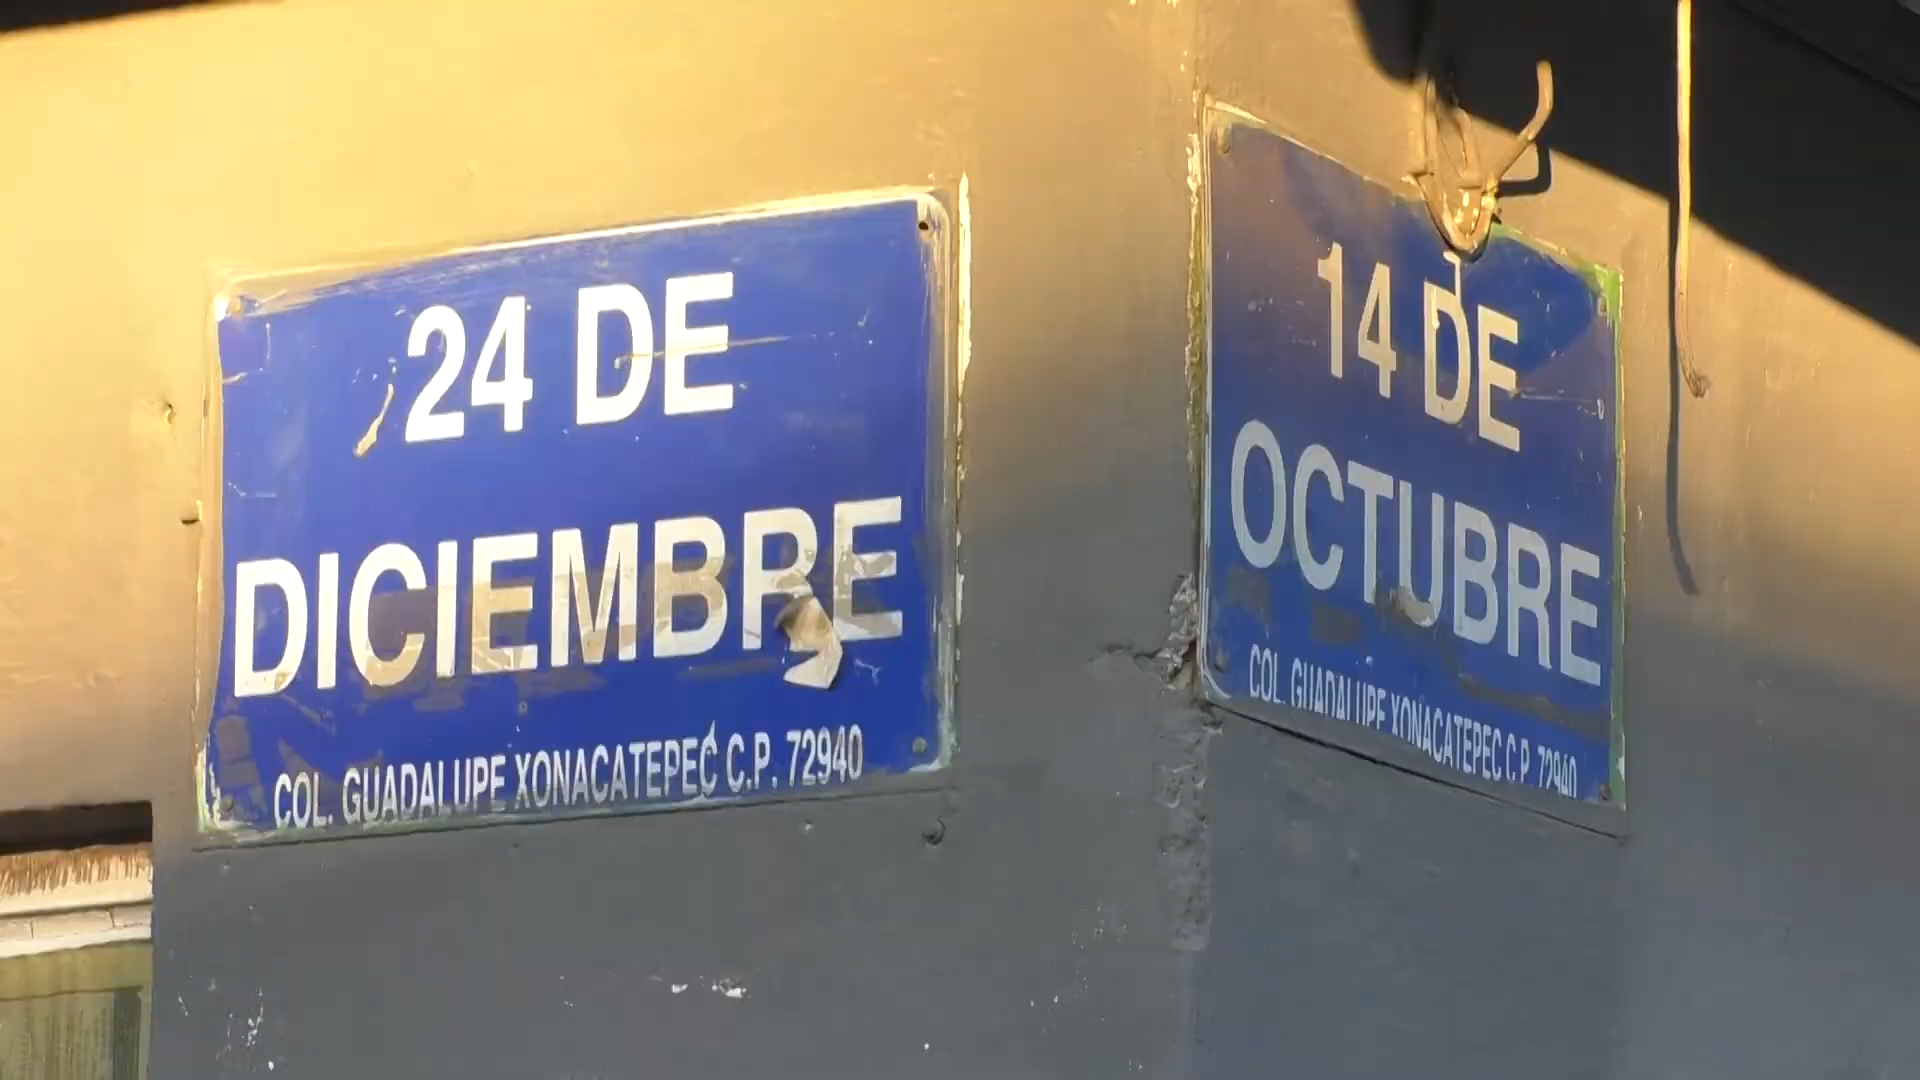 24 DE
DICIEMBRE
COL. GUADALUPE XONACATEPEC C.P. 72940
14 DE
OCTUBRE
COL. GUADALUPE XONACATEPEC C.P. 72940